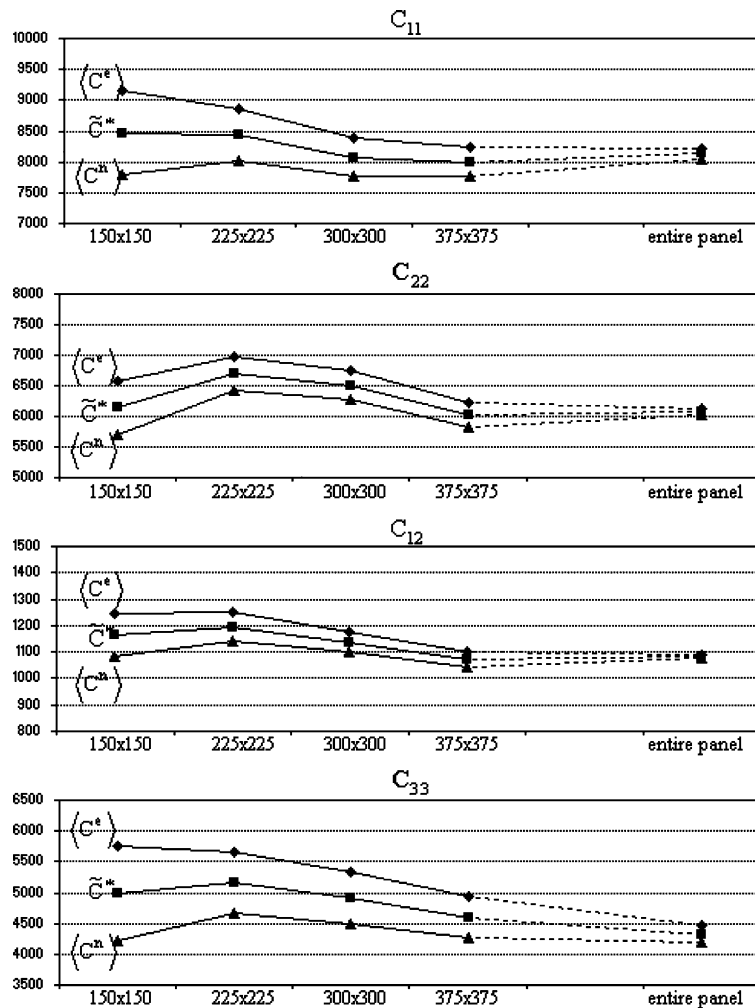 C₁₁
10000
9500
9000
8500
8000
7500
7000
⟨Cᵉ⟩
C̃*
⟨Cⁿ⟩
150x150 225x225 300x300 375x375 entire panel
C₂₂
8000
7500
7000
6500
6000
5500
5000
⟨Cᵉ⟩
C̃*
⟨Cⁿ⟩
150x150 225x225 300x300 375x375 entire panel
C₁₂
1500
1400
1300
1200
1100
1000
900
800
⟨Cᵉ⟩
C̃*
⟨Cⁿ⟩
150x150 225x225 300x300 375x375 entire panel
C₃₃
6500
6000
5500
5000
4500
4000
3500
⟨Cᵉ⟩
C̃*
⟨Cⁿ⟩
150x150 225x225 300x300 375x375 entire panel